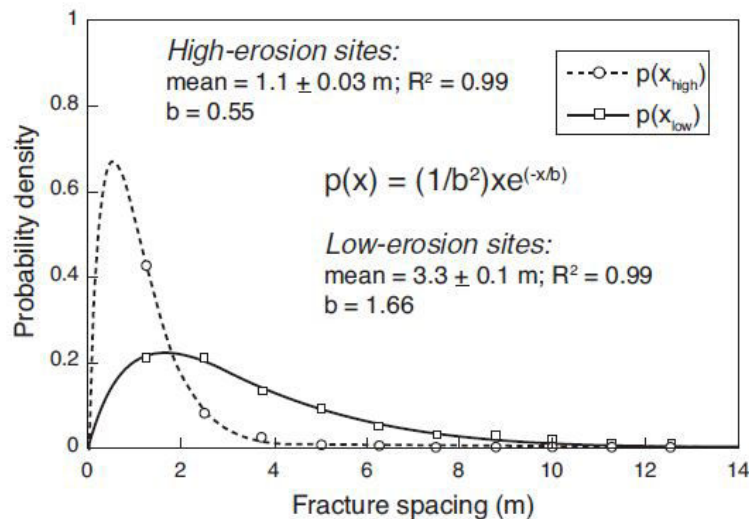 1
0.8
0.6
0.4
0.2
0
Probability density
High-erosion sites:
mean = 1.1 ± 0.03 m; R² = 0.99
b = 0.55
p(x_high)
p(x_low)
p(x) = (1/b²)xe^(-x/b)
Low-erosion sites:
mean = 3.3 ± 0.1 m; R² = 0.99
b = 1.66
0 2 4 6 8 10 12 14
Fracture spacing (m)